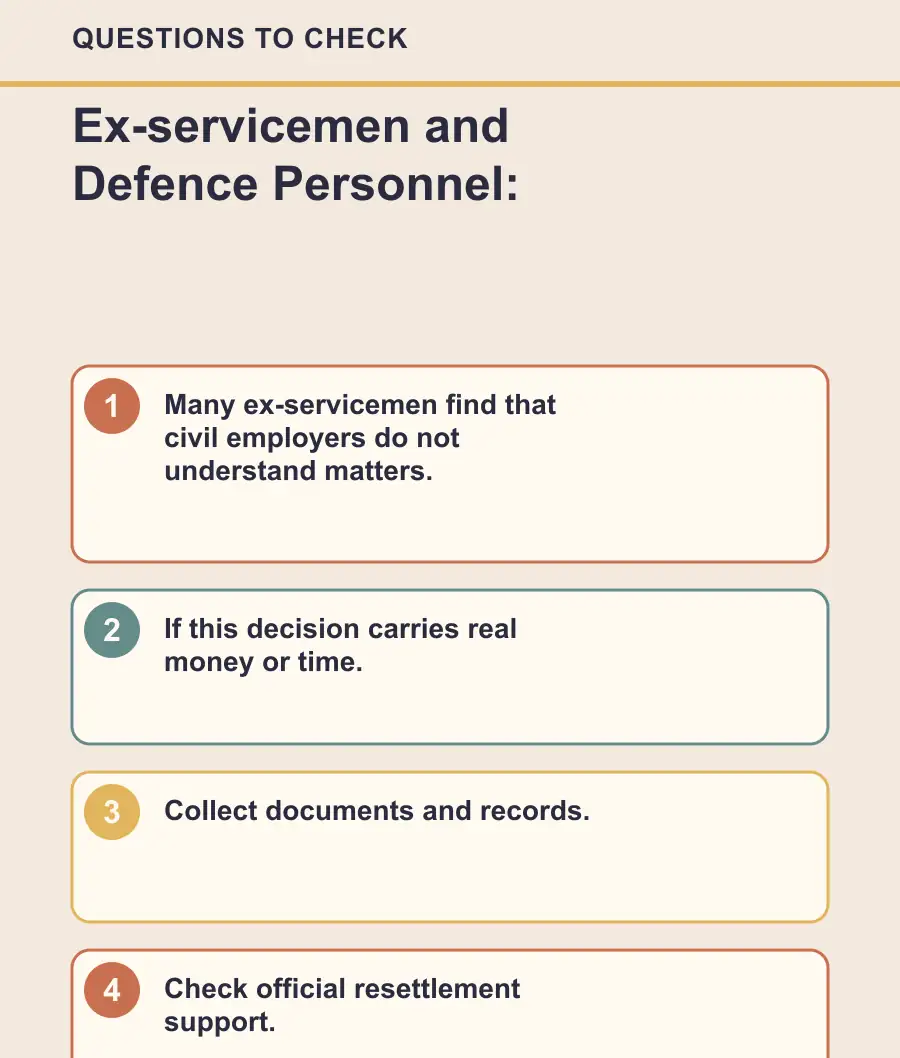 QUESTIONS TO CHECK
Ex-servicemen and
Defence Personnel:
1
Many ex-servicemen find that
civil employers do not
understand matters.
2
If this decision carries real
money or time.
3
Collect documents and records.
4
Check official resettlement
support.